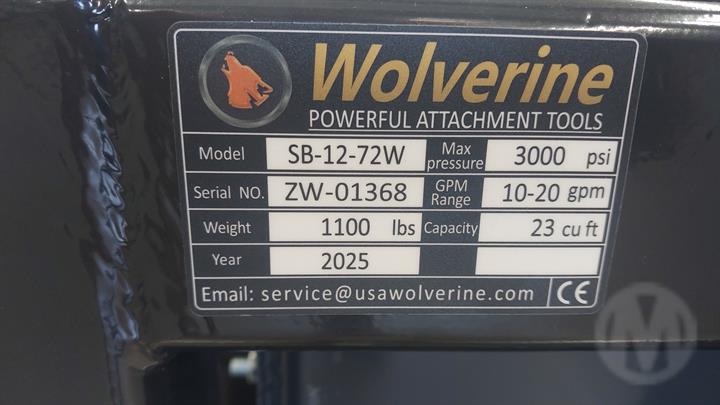 Wolverine
POWERFUL ATTACHMENT TOOLS
Model SB-12-72W Max pressure 3000 psi
Serial NO. ZW-01368 GPM Range 10-20 gpm
Weight 1100 lbs Capacity 23 cu ft
Year 2025
Email: service@usawolverine.com CE
M